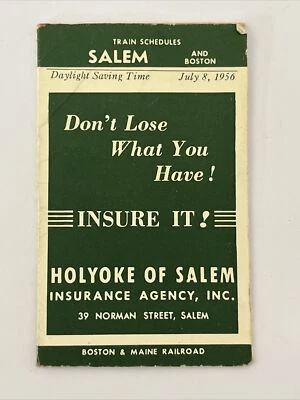 TRAIN SCHEDULES
SALEM AND BOSTON
Daylight Saving Time July 8, 1956
Don't Lose
What You
Have!
INSURE IT!
HOLYOKE OF SALEM
INSURANCE AGENCY, INC.
39 NORMAN STREET, SALEM
BOSTON & MAINE RAILROAD